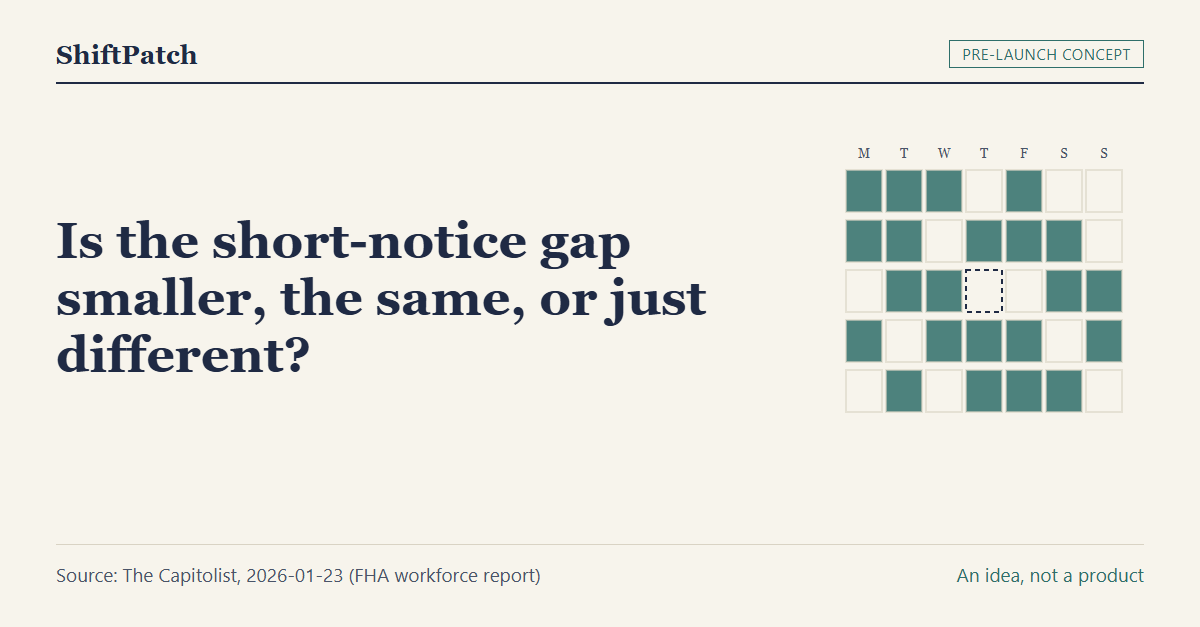 ShiftPatch
PRE-LAUNCH CONCEPT
M T W T F S S
Is the short-notice gap
smaller, the same, or just
different?
Source: The Capitolist, 2026-01-23 (FHA workforce report)
An idea, not a product